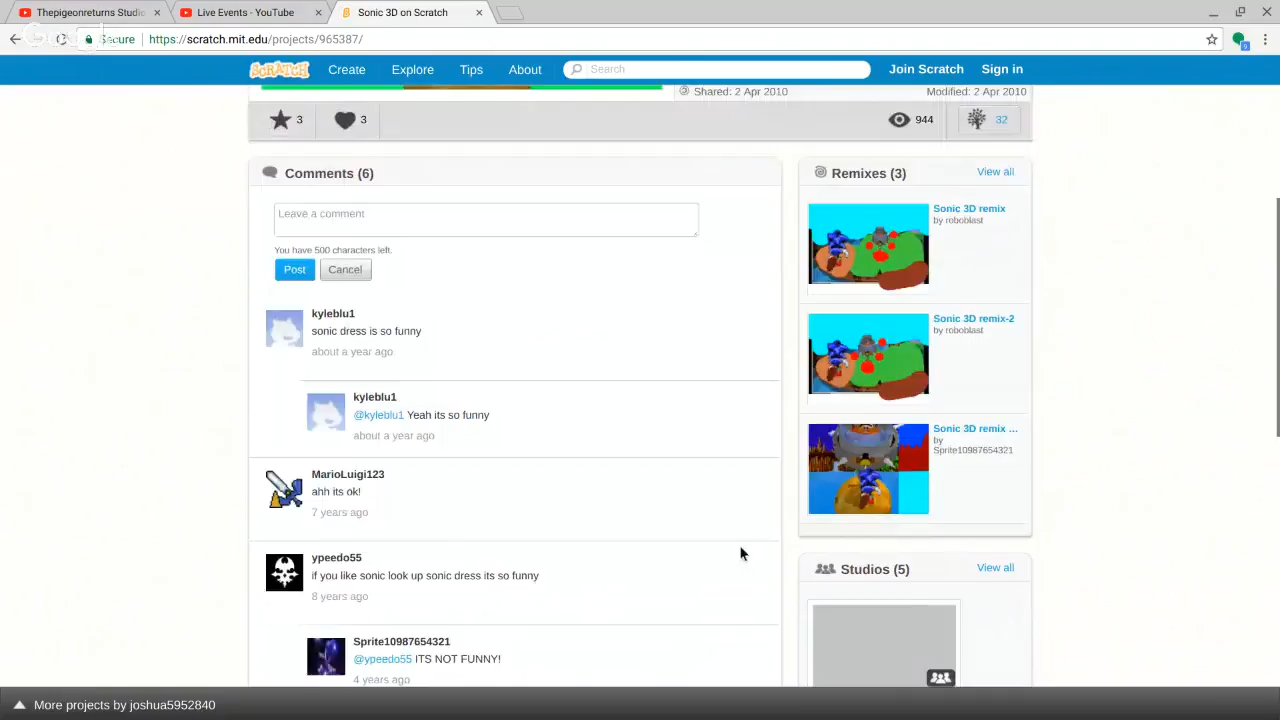 Thepigeonreturns Studio
Live Events - YouTube
Sonic 3D on Scratch
Secure
https://scratch.mit.edu/projects/965387/
SCRATCH
Create
Explore
Tips
About
Search
Join Scratch
Sign in
Shared: 2 Apr 2010
Modified: 2 Apr 2010
3
3
944
32
Comments (6)
Leave a comment
You have 500 characters left.
Post
Cancel
kyleblu1
sonic dress is so funny
about a year ago
kyleblu1
@kyleblu1 Yeah its so funny
about a year ago
MarioLuigi123
ahh its ok!
7 years ago
ypeedo55
if you like sonic look up sonic dress its so funny
8 years ago
Sprite10987654321
@ypeedo55 ITS NOT FUNNY!
4 years ago
Remixes (3)
View all
Sonic 3D remix
by roboblast
Sonic 3D remix-2
by roboblast
Sonic 3D remix ...
by
Sprite10987654321
Studios (5)
View all
More projects by joshua5952840